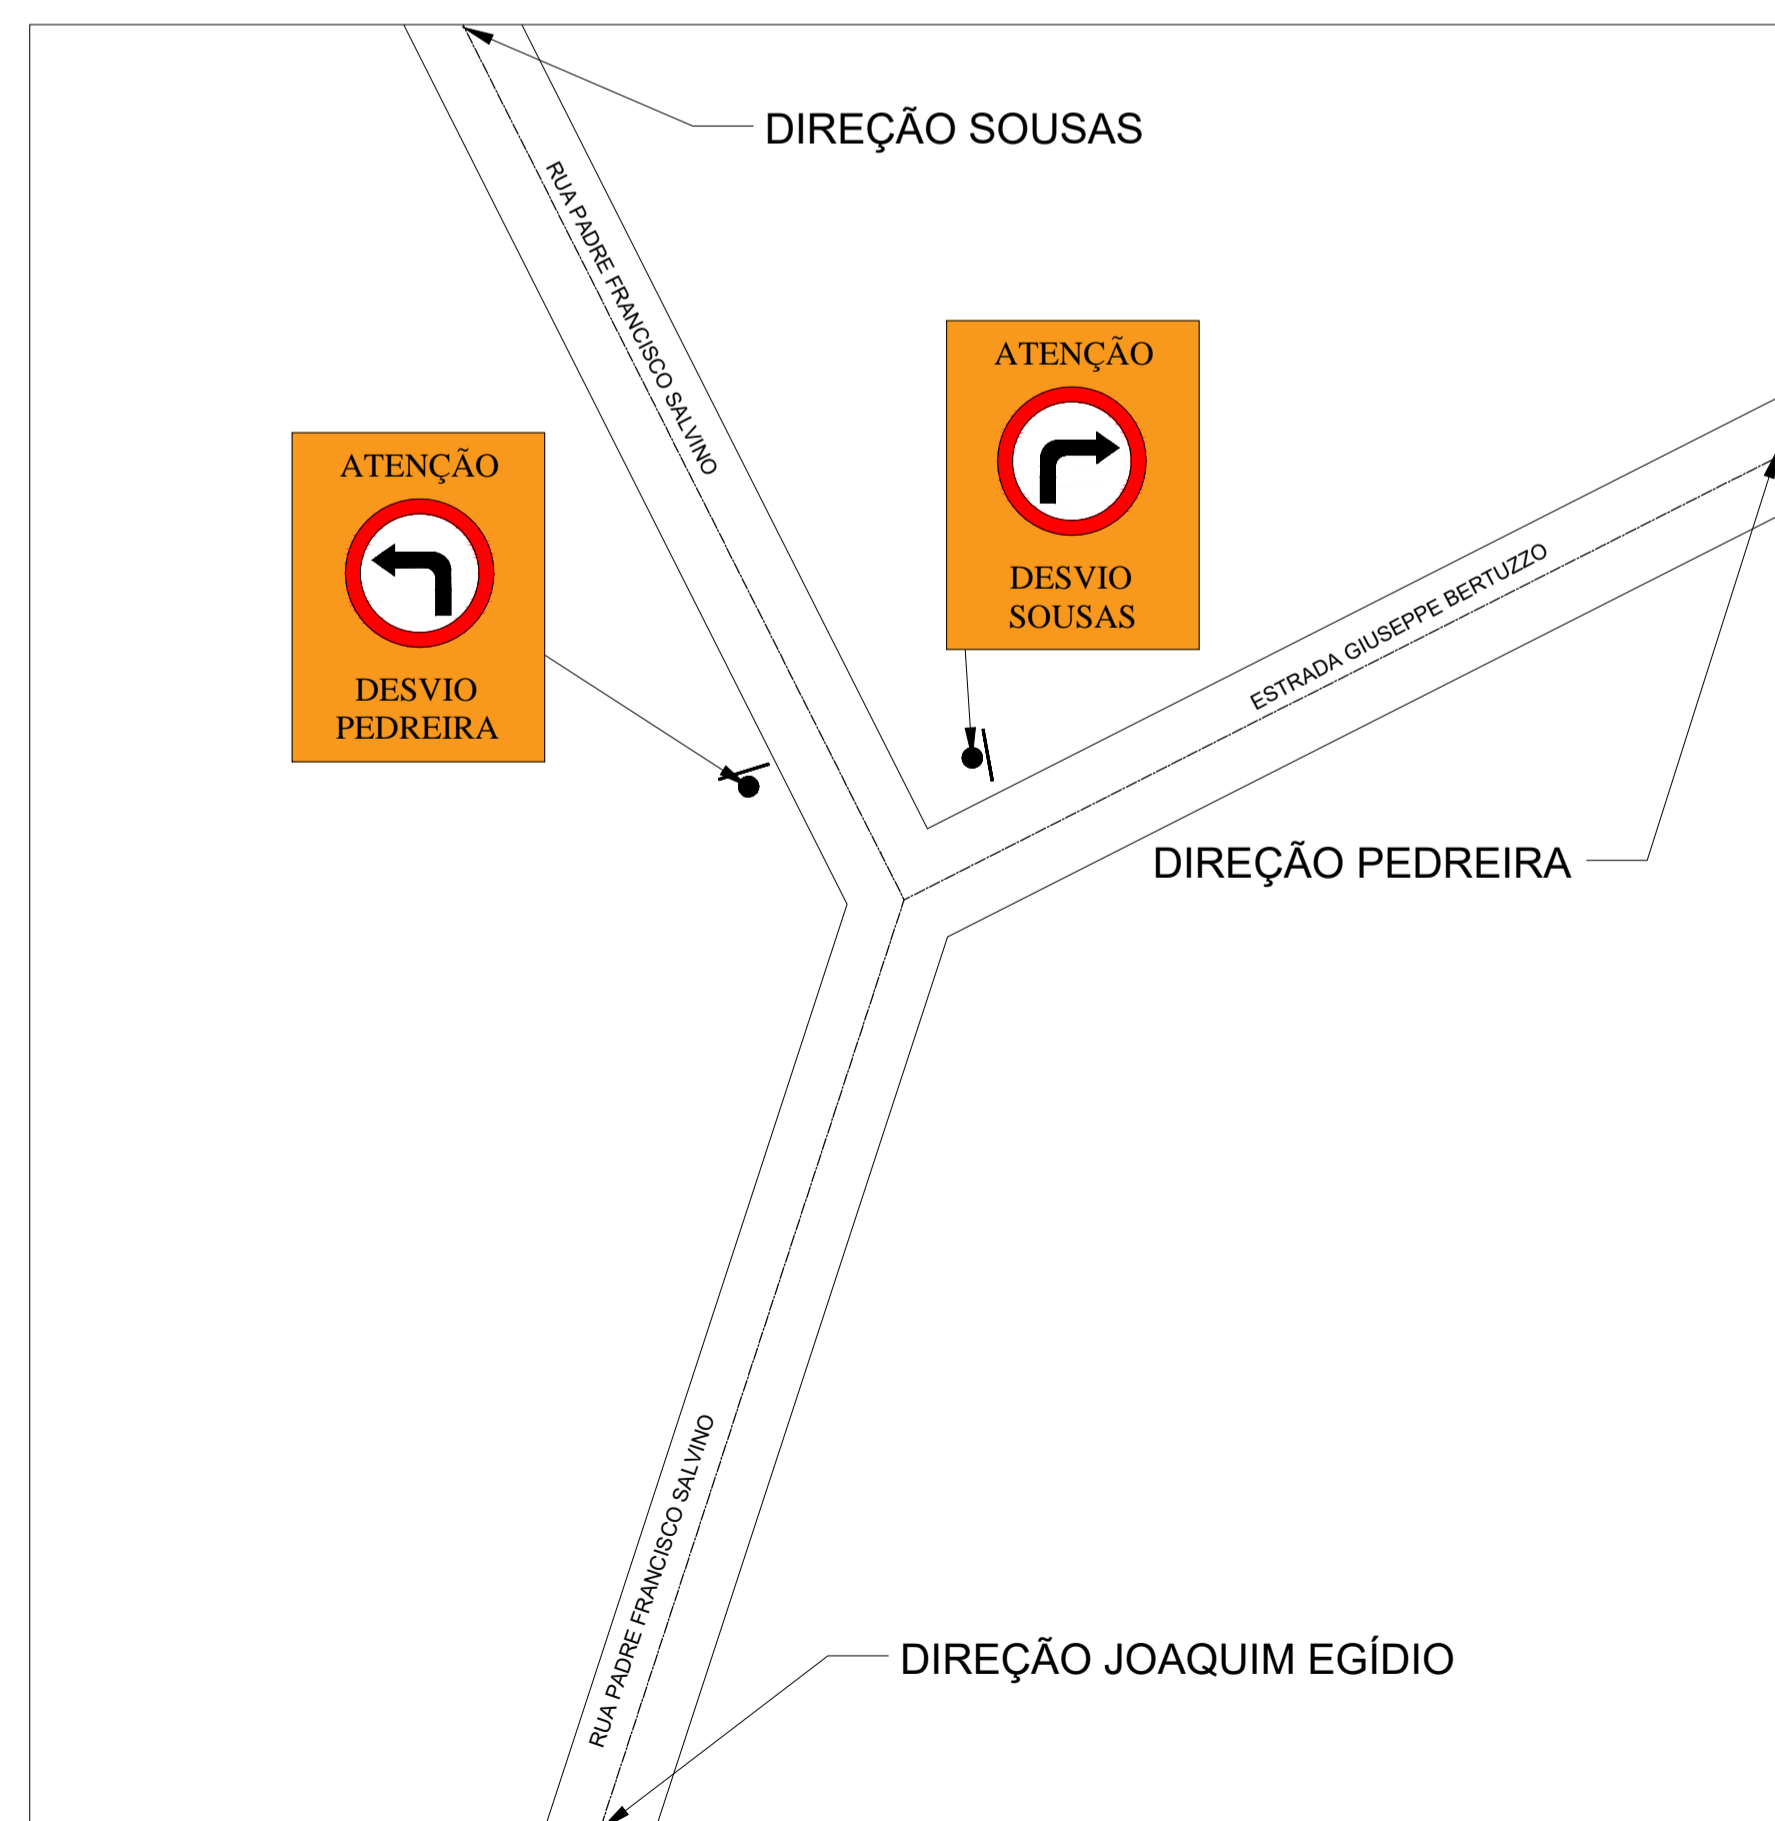 DIREÇÃO SOUSAS
RUA PADRE FRANCISCO SALVINO
ATENÇÃO
DESVIO
SOUSAS
ATENÇÃO
DESVIO
PEDREIRA
ESTRADA GIUSEPPE BERTUZZO
DIREÇÃO PEDREIRA
RUA PADRE FRANCISCO SALVINO
DIREÇÃO JOAQUIM EGÍDIO